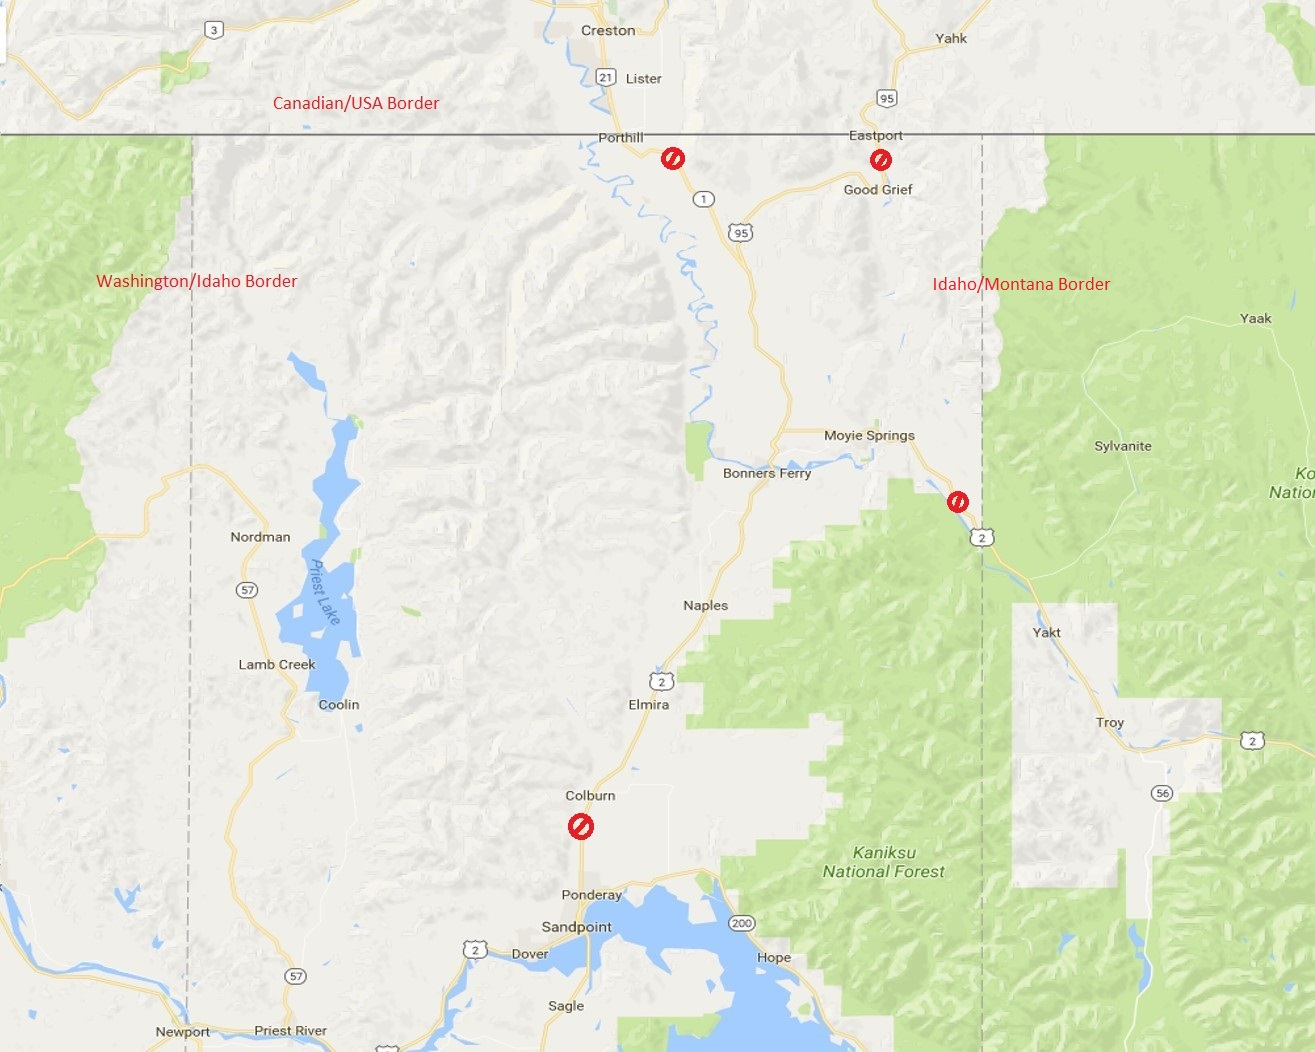 Creston
3
Yahk
21
Lister
95
Canadian/USA Border
Porthill
Eastport
Good Grief
1
95
Washington/Idaho Border
Idaho/Montana Border
Yaak
Moyie Springs
Sylvanite
Bonners Ferry
Ko
Nation
Nordman
2
57
Priest Lake
Naples
Yakt
Lamb Creek
2
Elmira
Coolin
Troy
2
Colburn
56
Kaniksu
National Forest
Ponderay
Sandpoint
200
2
Dover
Hope
57
Sagle
Newport
Priest River